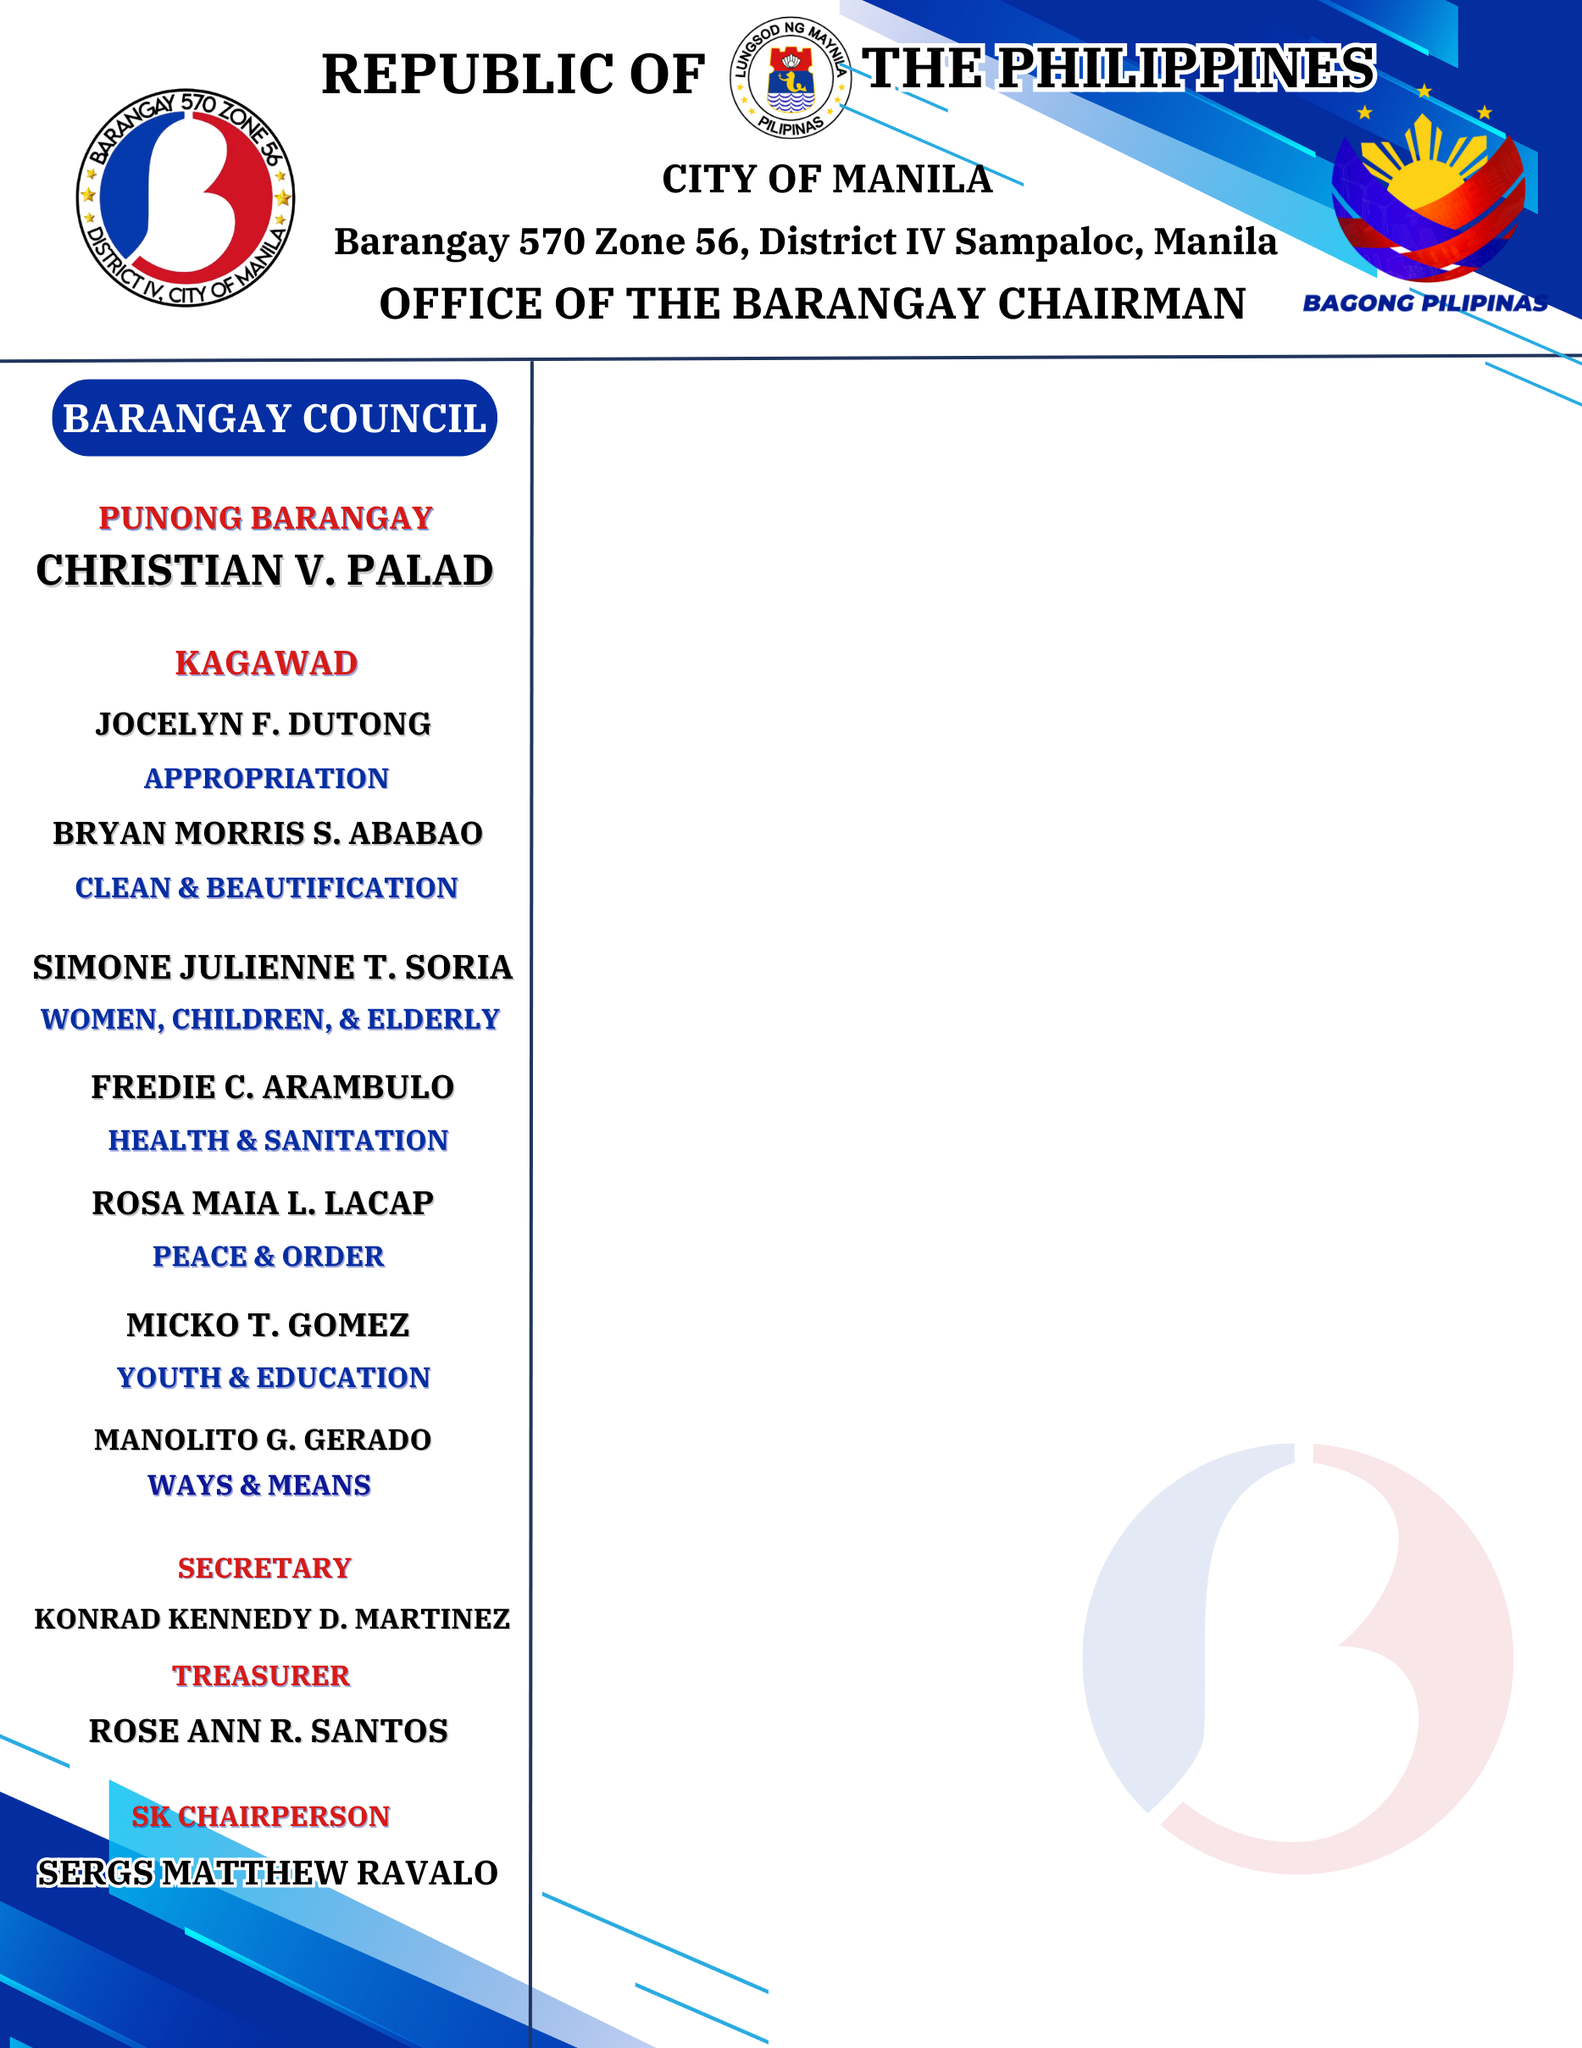 REPUBLIC OF THE PHILIPPINES
LUNGSOD NG MAYNILA
PILIPINAS
BARANGAY 570 ZONE 56
DISTRICT IV, CITY OF MANILA
CITY OF MANILA
Barangay 570 Zone 56, District IV Sampaloc, Manila
OFFICE OF THE BARANGAY CHAIRMAN
BAGONG PILIPINAS
BARANGAY COUNCIL
PUNONG BARANGAY
CHRISTIAN V. PALAD
KAGAWAD
JOCELYN F. DUTONG
APPROPRIATION
BRYAN MORRIS S. ABABAO
CLEAN & BEAUTIFICATION
SIMONE JULIENNE T. SORIA
WOMEN, CHILDREN, & ELDERLY
FREDIE C. ARAMBULO
HEALTH & SANITATION
ROSA MAIA L. LACAP
PEACE & ORDER
MICKO T. GOMEZ
YOUTH & EDUCATION
MANOLITO G. GERADO
WAYS & MEANS
SECRETARY
KONRAD KENNEDY D. MARTINEZ
TREASURER
ROSE ANN R. SANTOS
SK CHAIRPERSON
SERGS MATTHEW RAVALO